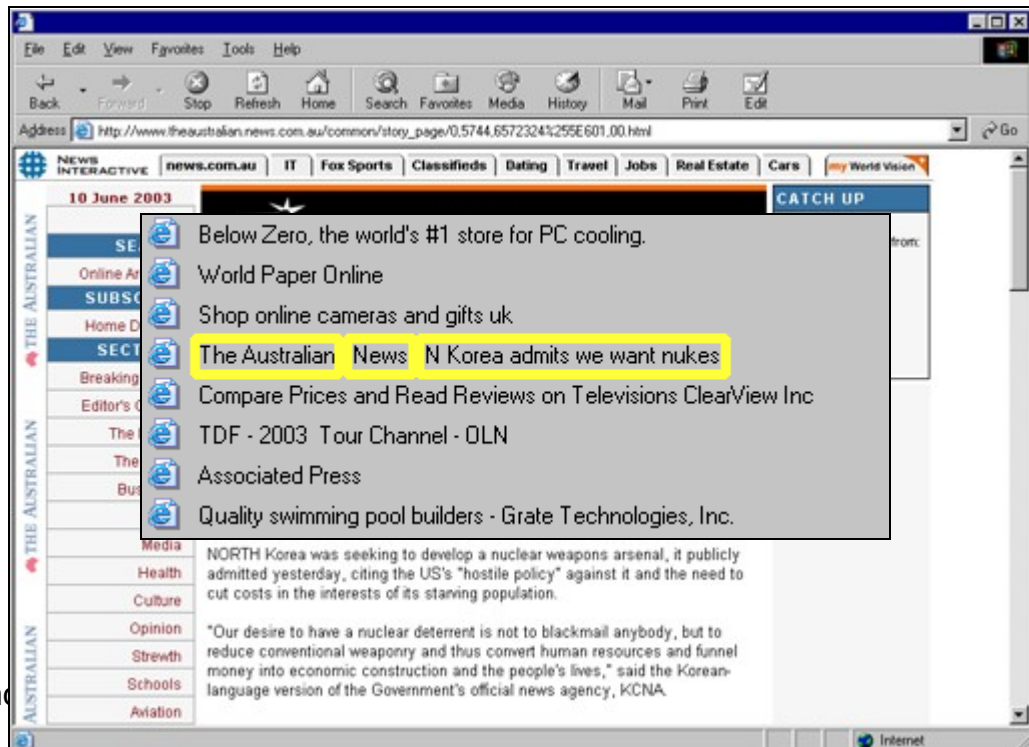 File Edit View Favorites Tools Help
Back Forward Stop Refresh Home Search Favorites Media History Mail Print Edit
Address http://www.theaustralian.news.com.au/common/story_page/0,5744,6572324%255E601,00.html Go
NEWS INTERACTIVE news.com.au IT Fox Sports Classifieds Dating Travel Jobs Real Estate Cars my World Vision
10 June 2003 CATCH UP
Below Zero, the world's #1 store for PC cooling.
from:
World Paper Online
Shop online cameras and gifts uk
The Australian News N Korea admits we want nukes
Compare Prices and Read Reviews on Televisions ClearView Inc
TDF - 2003 Tour Channel - OLN
Associated Press
Quality swimming pool builders - Grate Technologies, Inc.
Online
SECT
Breaking
Editor's
The
Media
Health
Culture
Opinion
Strewth
Schools
Aviation
THE AUSTRALIAN
THE AUSTRALIAN
AUSTRALIAN
NORTH Korea was seeking to develop a nuclear weapons arsenal, it publicly
admitted yesterday, citing the US's "hostile policy" against it and the need to
cut costs in the interests of its starving population.
"Our desire to have a nuclear deterrent is not to blackmail anybody, but to
reduce conventional weaponry and thus convert human resources and funnel
money into economic construction and the people's lives," said the Korean-
language version of the Government's official news agency, KCNA.
Internet